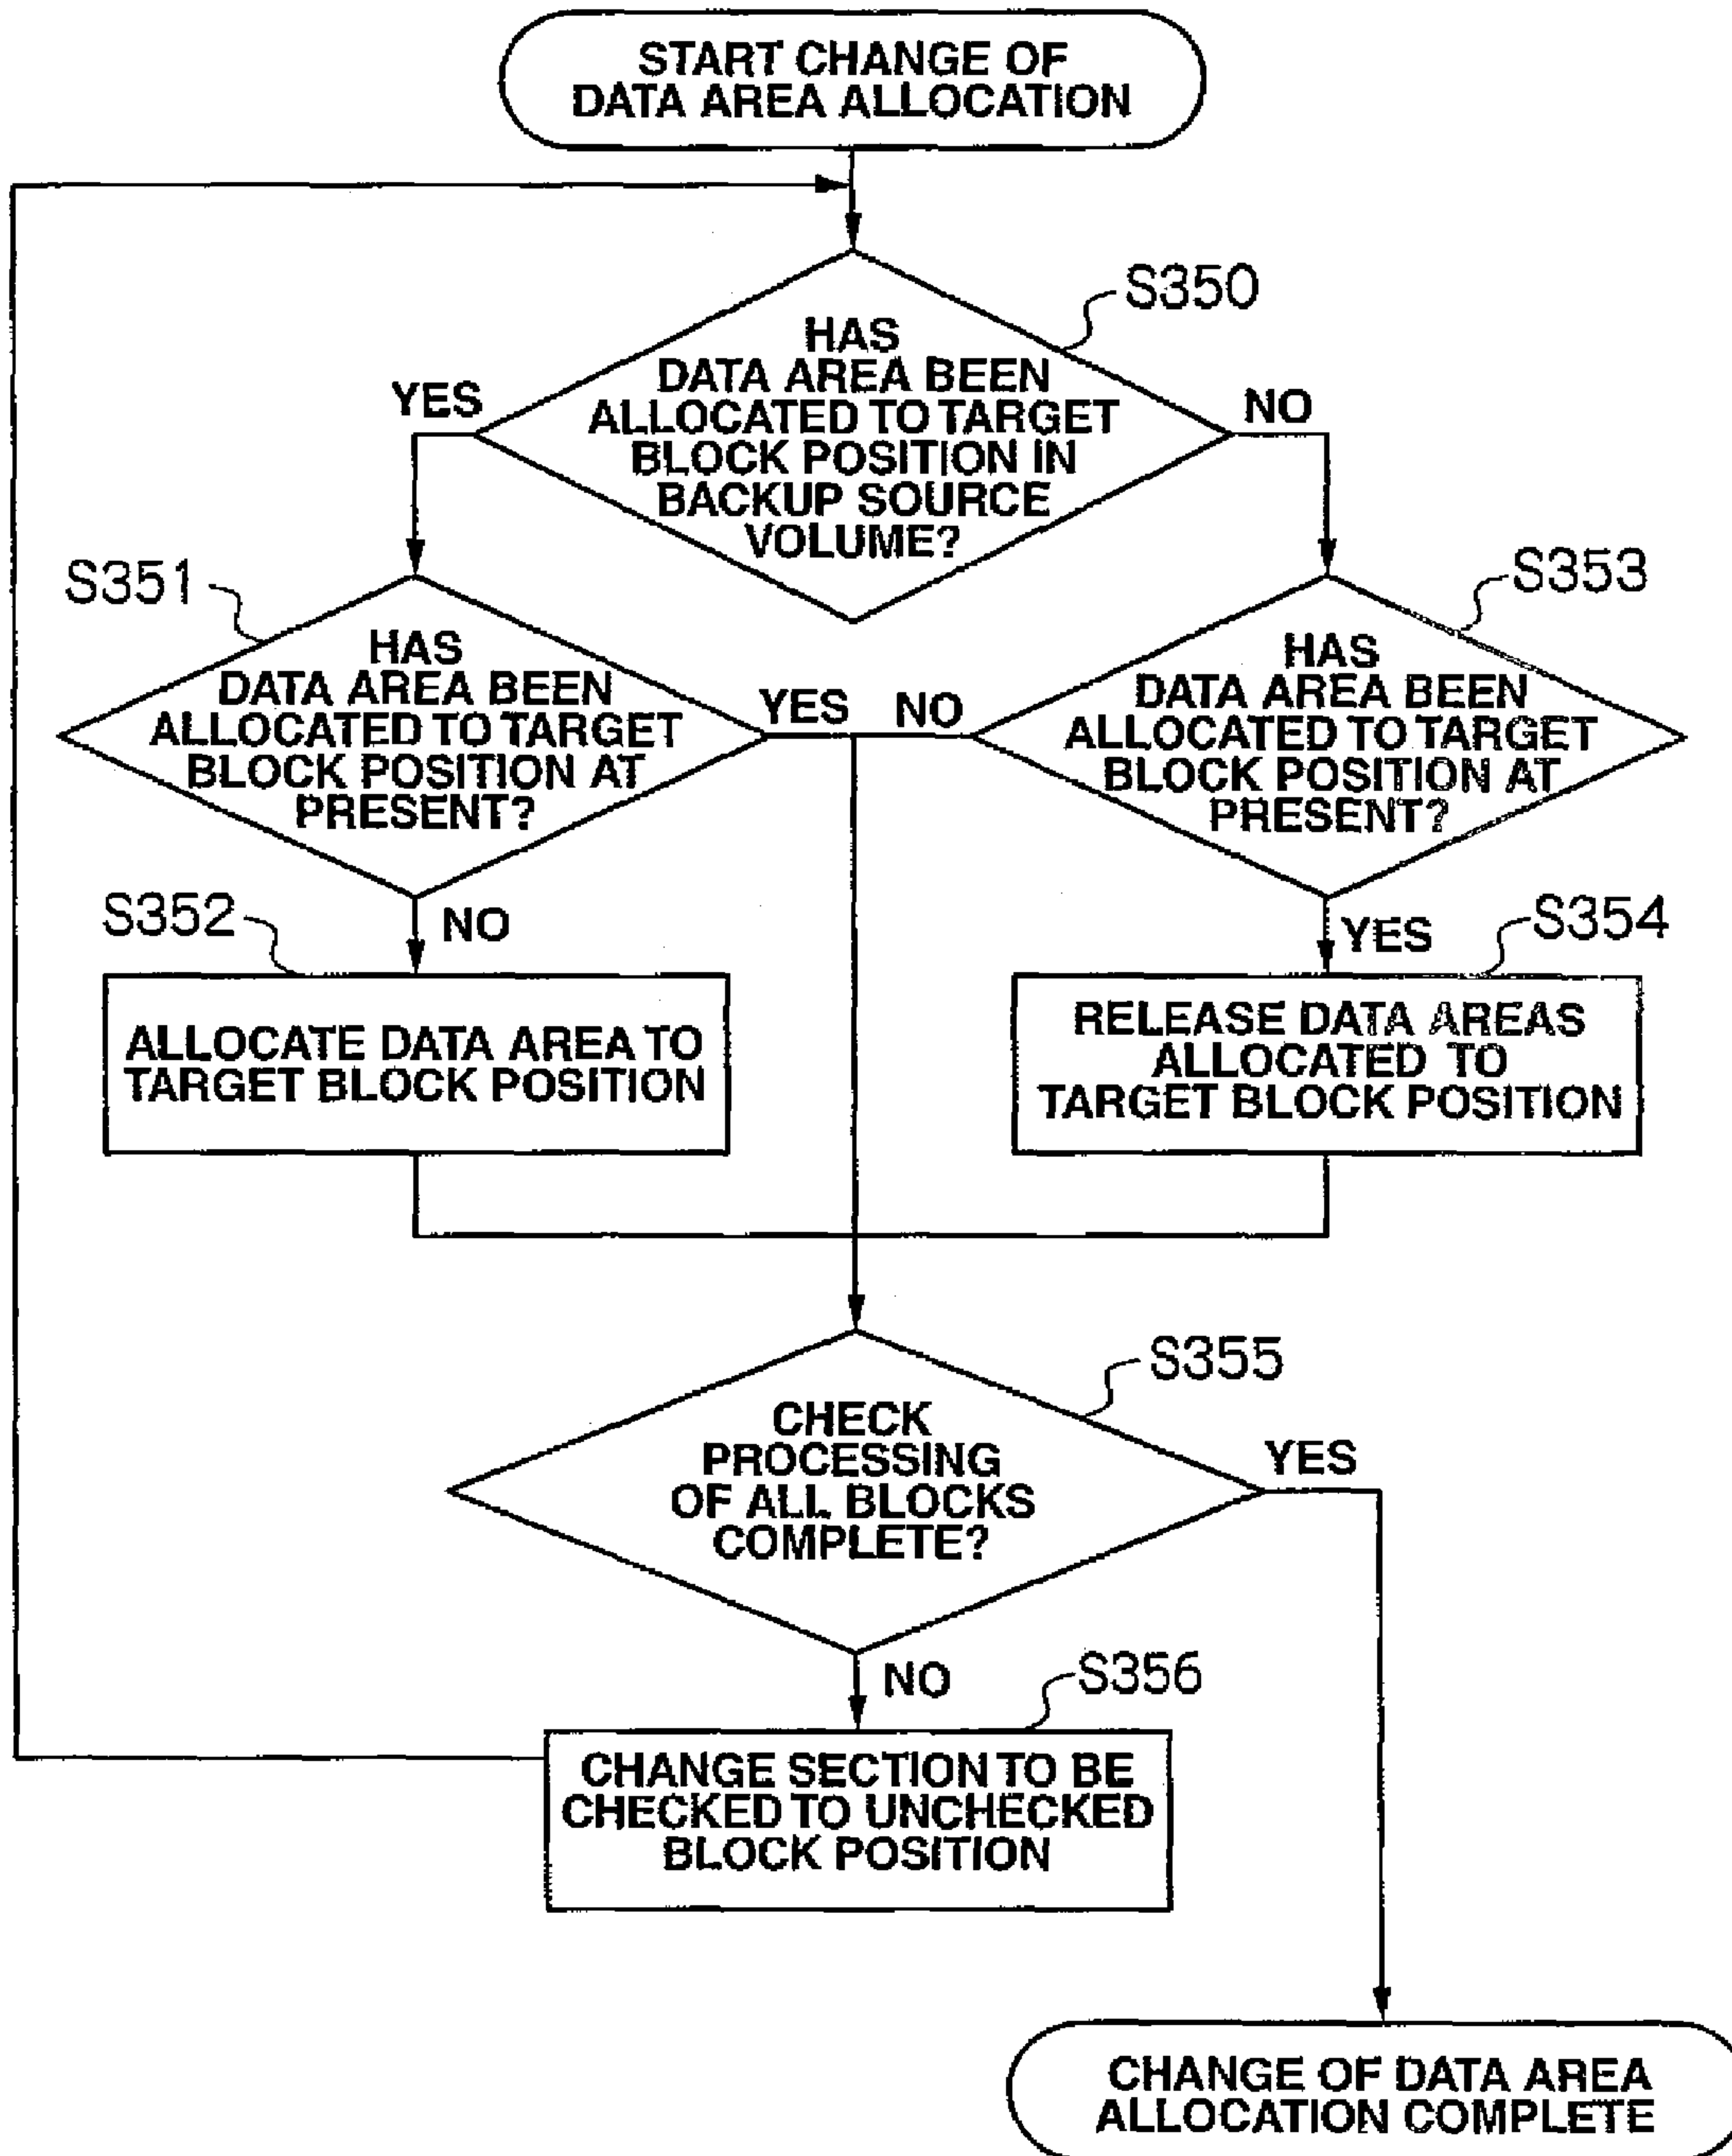 START CHANGE OF
DATA AREA ALLOCATION
S350
HAS
DATA AREA BEEN
ALLOCATED TO TARGET
BLOCK POSITION IN
BACKUP SOURCE
VOLUME?
YES
NO
S351
HAS
DATA AREA BEEN
ALLOCATED TO TARGET
BLOCK POSITION AT
PRESENT?
YES
NO
S353
HAS
DATA AREA BEEN
ALLOCATED TO TARGET
BLOCK POSITION AT
PRESENT?
NO
YES
S352
ALLOCATE DATA AREA TO
TARGET BLOCK POSITION
S354
RELEASE DATA AREAS
ALLOCATED TO
TARGET BLOCK POSITION
S355
CHECK
PROCESSING
OF ALL BLOCKS
COMPLETE?
YES
NO
S356
CHANGE SECTION TO BE
CHECKED TO UNCHECKED
BLOCK POSITION
CHANGE OF DATA AREA
ALLOCATION COMPLETE